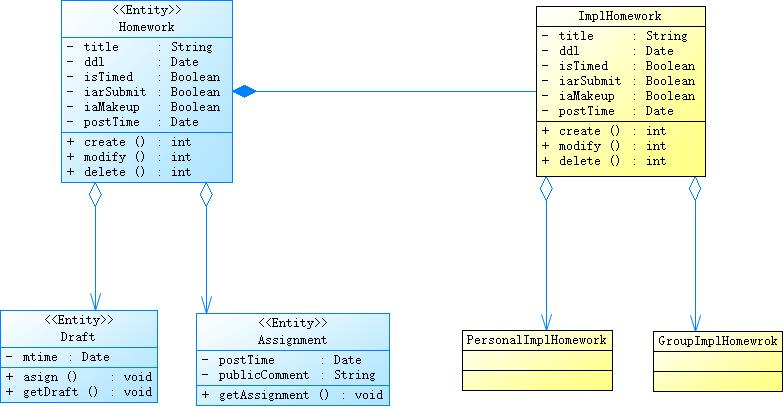 <<Entity>>
Homework
- title : String
- ddl : Date
- isTimed : Boolean
- iarSubmit : Boolean
- iaMakeup : Boolean
- postTime : Date
+ create () : int
+ modify () : int
+ delete () : int
ImplHomework
- title : String
- ddl : Date
- isTimed : Boolean
- iarSubmit : Boolean
- iaMakeup : Boolean
- postTime : Date
+ create () : int
+ modify () : int
+ delete () : int
<<Entity>>
Draft
- mtime : Date
+ asign () : void
+ getDraft () : void
<<Entity>>
Assignment
- postTime : Date
- publicComment : String
+ getAssignment () : void
PersonalImplHomework
GroupImplHomewrok